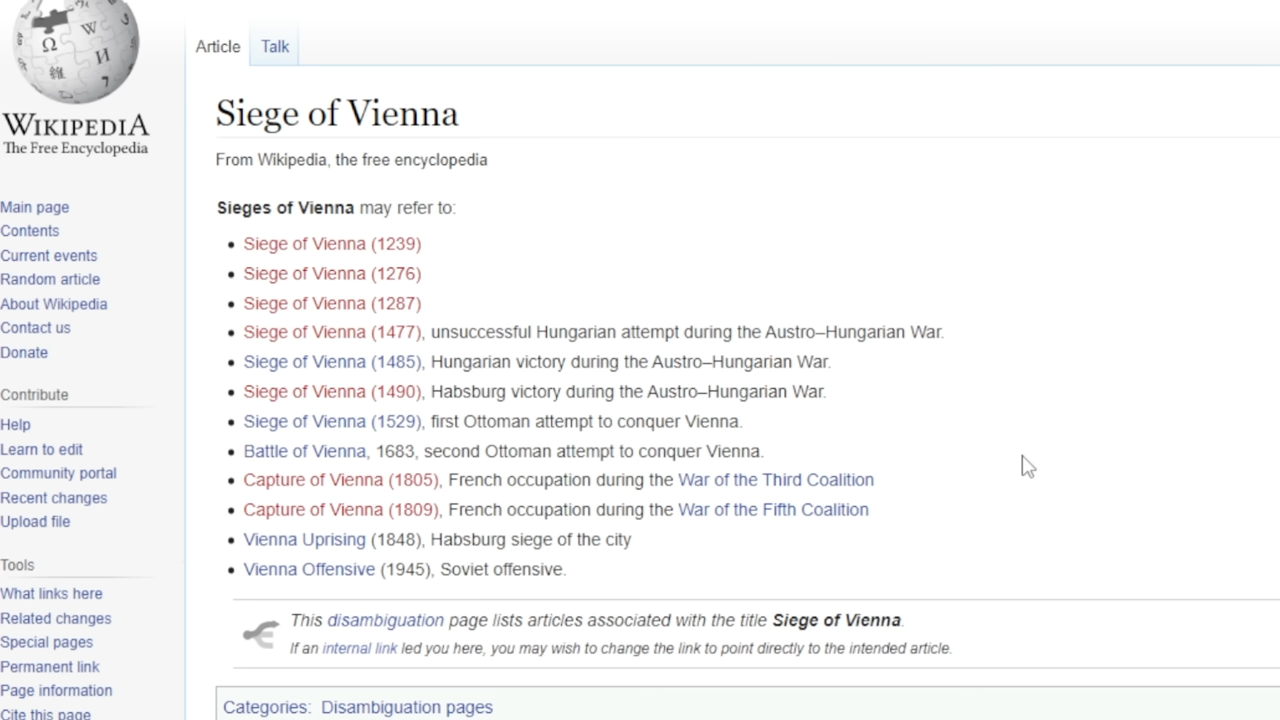 Ω W И 雜 7
WIKIPEDIA
The Free Encyclopedia
Main page
Contents
Current events
Random article
About Wikipedia
Contact us
Donate
Contribute
Help
Learn to edit
Community portal
Recent changes
Upload file
Tools
What links here
Related changes
Special pages
Permanent link
Page information
Cite this page
Article Talk
Siege of Vienna
From Wikipedia, the free encyclopedia
Sieges of Vienna may refer to:
• Siege of Vienna (1239)
• Siege of Vienna (1276)
• Siege of Vienna (1287)
• Siege of Vienna (1477), unsuccessful Hungarian attempt during the Austro–Hungarian War.
• Siege of Vienna (1485), Hungarian victory during the Austro–Hungarian War.
• Siege of Vienna (1490), Habsburg victory during the Austro–Hungarian War.
• Siege of Vienna (1529), first Ottoman attempt to conquer Vienna.
• Battle of Vienna, 1683, second Ottoman attempt to conquer Vienna.
• Capture of Vienna (1805), French occupation during the War of the Third Coalition
• Capture of Vienna (1809), French occupation during the War of the Fifth Coalition
• Vienna Uprising (1848), Habsburg siege of the city
• Vienna Offensive (1945), Soviet offensive.
This disambiguation page lists articles associated with the title Siege of Vienna.
If an internal link led you here, you may wish to change the link to point directly to the intended article.
Categories: Disambiguation pages